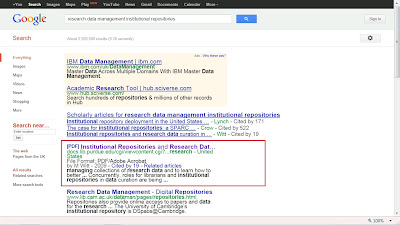 +You Search Images Maps Play YouTube News Gmail Documents Calendar More
Google
research data management institutional repositories
Sign in
Search
Everything
Images
Maps
Videos
News
Shopping
More
Search near...
Enter location
Set
The web
Pages from the UK
All results
Related searches
More search tools
Ads - Why these ads?
IBM Data Management | ibm.com
www.ibm.com/uk/DataManagement
Master Data Across Multiple Domains With IBM Master Data Management.
Academic Research Tool | hub.sciverse.com
www.hub.sciverse.com
Search hundreds of repositories & millions of other records in Hub
Scholarly articles for research data management institutional repositories
Institutional repository deployment in the United States ... - Lynch - Cited by 171
The case for institutional repositories: a SPARC ... - Crow - Cited by 522
Institutional repositories and research data curation in ... - Witt - Cited by 19
[PDF] Institutional Repositories and Research Dat...
docs.lib.purdue.edu/cgi/viewcontent.cgi?...research - United States
File Format: PDF/Adobe Acrobat
by M Witt - 2009 - Cited by 19 - Related articles
managing collections of research data and to learn how to better ... Concurrently, roles for librarians and institutional repositories in data curation are being ...
Research Data Management - Digital Repositories
www.lib.cam.ac.uk/dataman/pages/repositories.html
Repositories also provide online access to papers and data for the research ... The University of Cambridge's institutional repository is DSpace@Cambridge.
100%